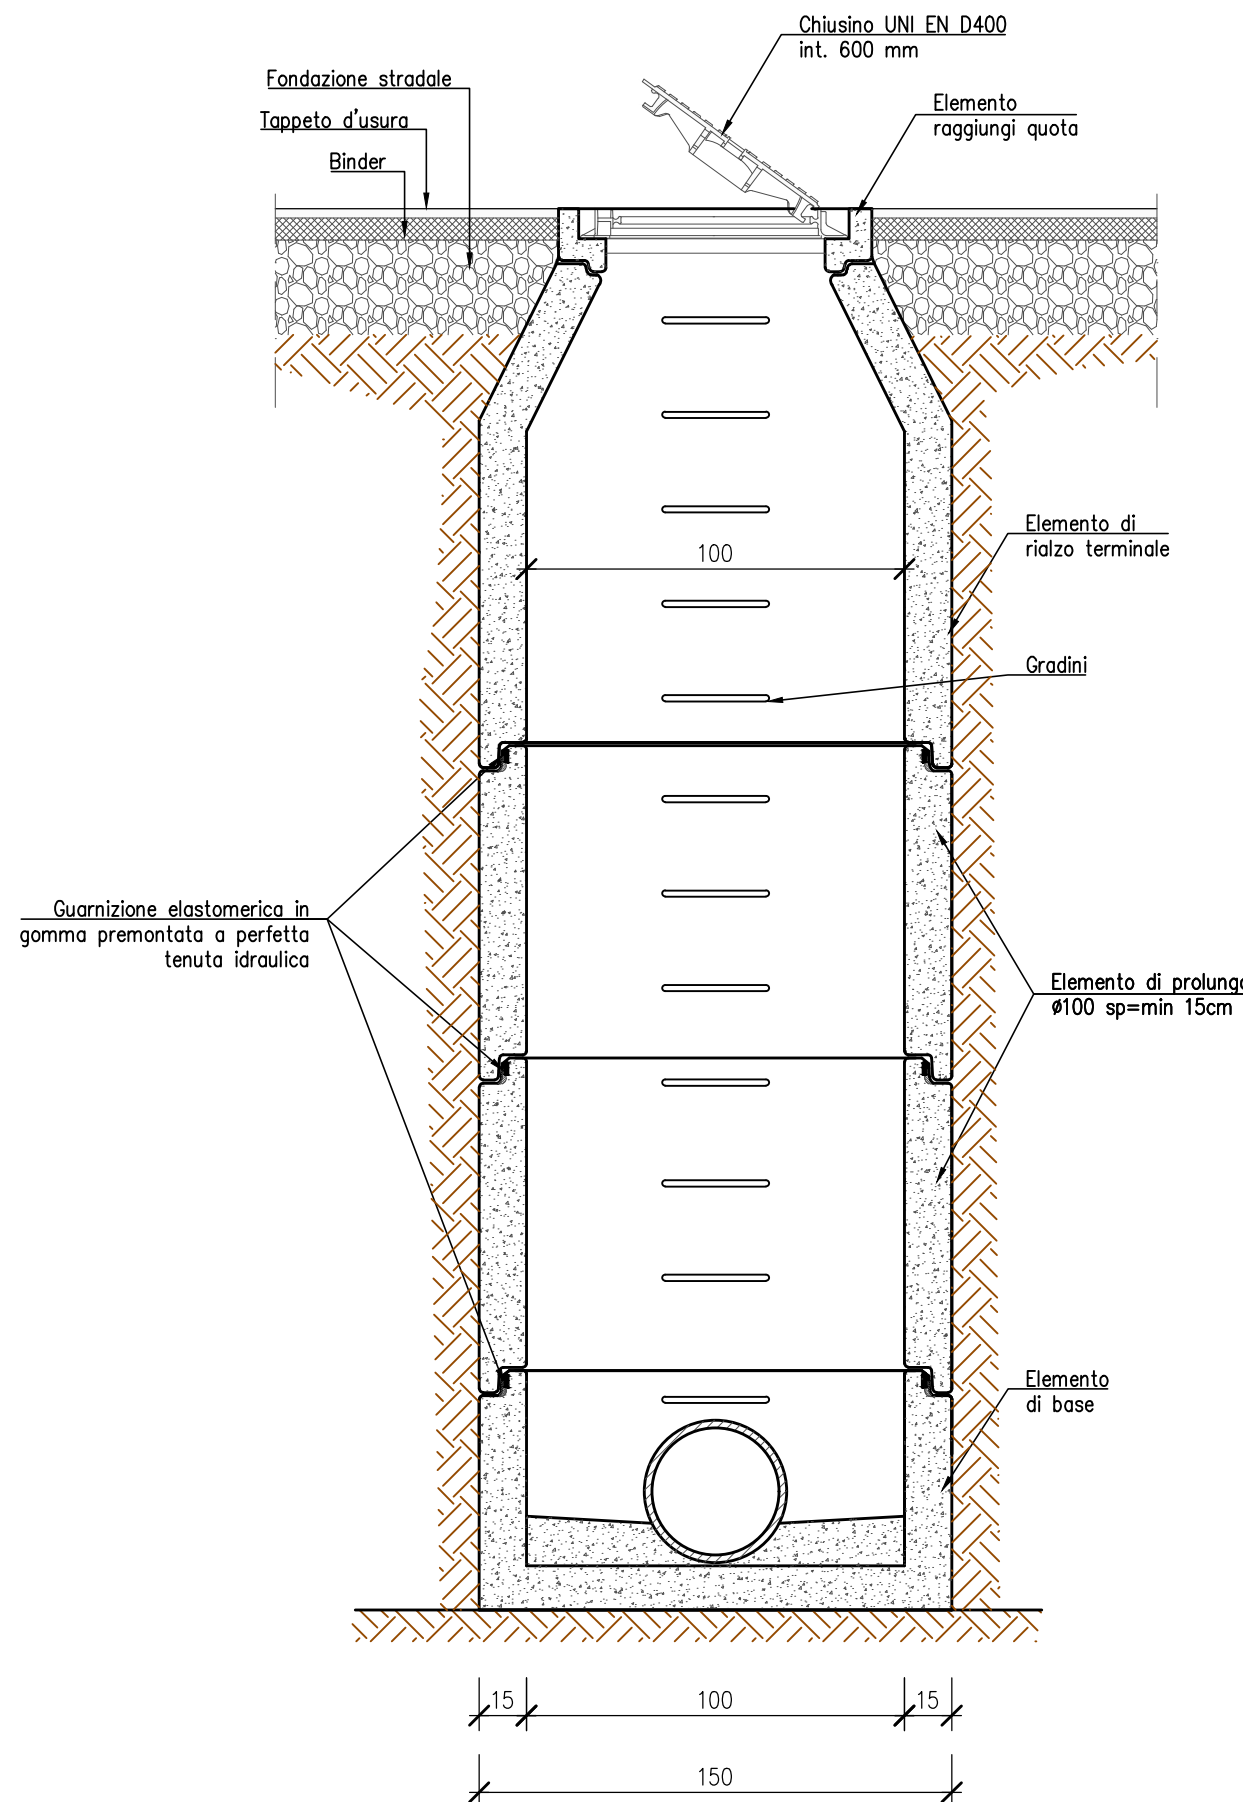 Chiusino UNI EN D400
int. 600 mm
Fondazione stradale
Tappeto d'usura
Binder
Elemento
raggiungi quota
Elemento di
rialzo terminale
100
Gradini
Guarnizione elastomerica in
gomma premontata a perfetta
tenuta idraulica
Elemento di prolunga
Ø100 sp=min 15cm
Elemento
di base
15
100
15
150